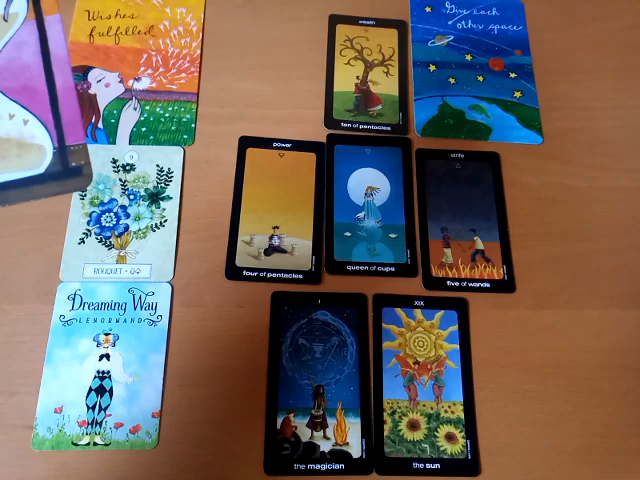 Wishes
fulfilled
wealth
ten of pentacles
Give each
other space
9
BOUQUET • Q♠
power
four of pentacles
queen of cups
strife
five of wands
Dreaming Way
LENORMAND
I
the magician
XIX
the sun